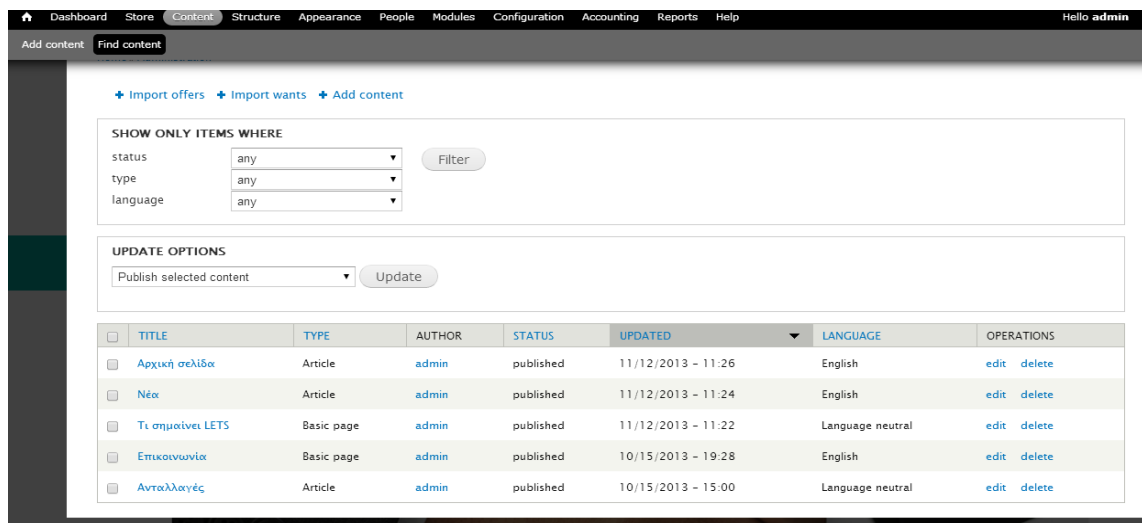 Dashboard Store Content Structure Appearance People Modules Configuration Accounting Reports Help Hello admin
Add content Find content
+ Import offers + Import wants + Add content
SHOW ONLY ITEMS WHERE
status any Filter
type any
language any
UPDATE OPTIONS
Publish selected content Update
TITLE TYPE AUTHOR STATUS UPDATED LANGUAGE OPERATIONS
Αρχική σελίδα Article admin published 11/12/2013 - 11:26 English edit delete
Νέα Article admin published 11/12/2013 - 11:24 English edit delete
Τι σημαίνει LETS Basic page admin published 11/12/2013 - 11:22 Language neutral edit delete
Επικοινωνία Basic page admin published 10/15/2013 - 19:28 English edit delete
Ανταλλαγές Article admin published 10/15/2013 - 15:00 Language neutral edit delete